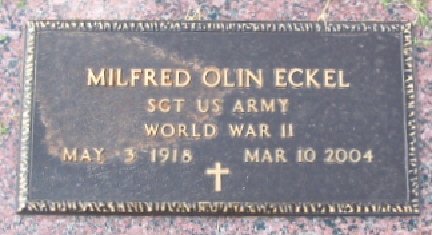 MILFRED OLIN ECKEL
SGT US ARMY
WORLD WAR II
MAY 3 1918 MAR 10 2004